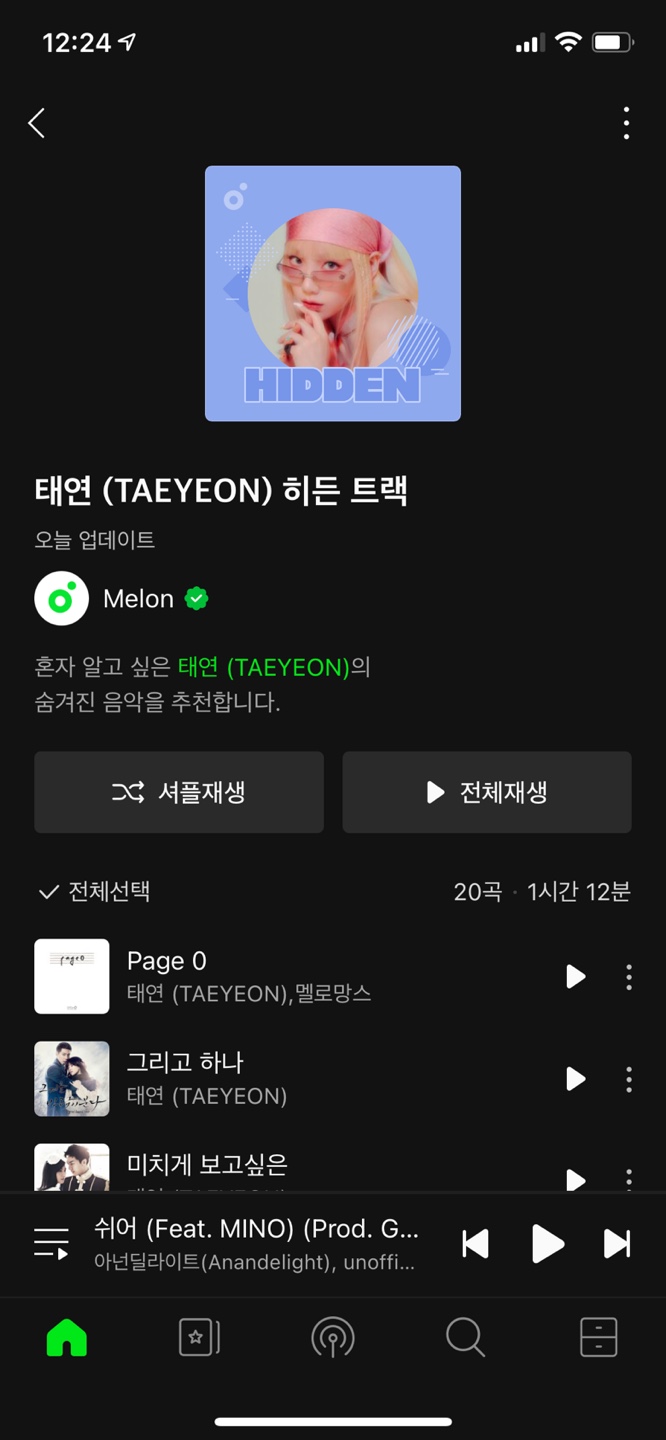 12:24
HIDDEN
태연 (TAEYEON) 히든 트랙
오늘 업데이트
Melon
혼자 알고 싶은 태연 (TAEYEON)의
숨겨진 음악을 추천합니다.
셔플재생
전체재생
전체선택
20곡 · 1시간 12분
page 0
Page 0
태연 (TAEYEON),멜로망스
그리고 하나
태연 (TAEYEON)
미치게 보고싶은
쉬어 (Feat. MINO) (Prod. G...
아넌딜라이트(Anandelight), unoffi...